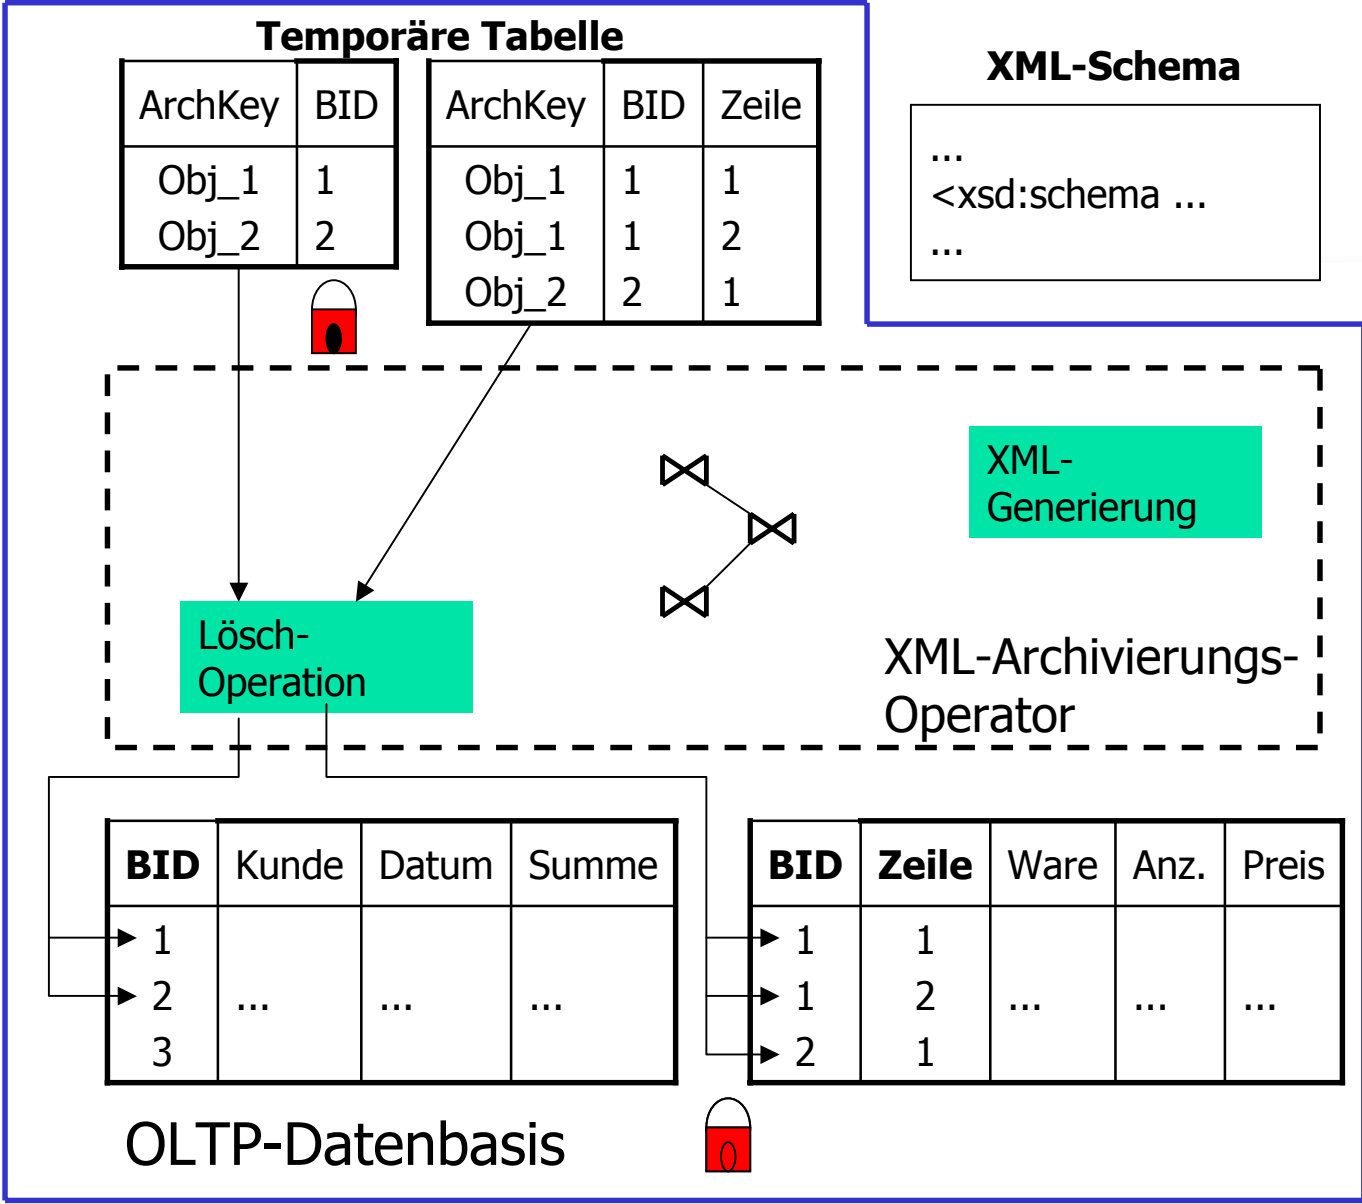 Temporäre Tabelle
ArchKey BID
Obj_1 1
Obj_2 2
ArchKey BID Zeile
Obj_1 1 1
Obj_1 1 2
Obj_2 2 1
XML-Schema
...
<xsd:schema ...
...
XML-
Generierung
Lösch-
Operation
XML-Archivierungs-
Operator
BID Kunde Datum Summe
1
2 ... ... ...
3
BID Zeile Ware Anz. Preis
1 1
1 2 ... ... ...
2 1
OLTP-Datenbasis